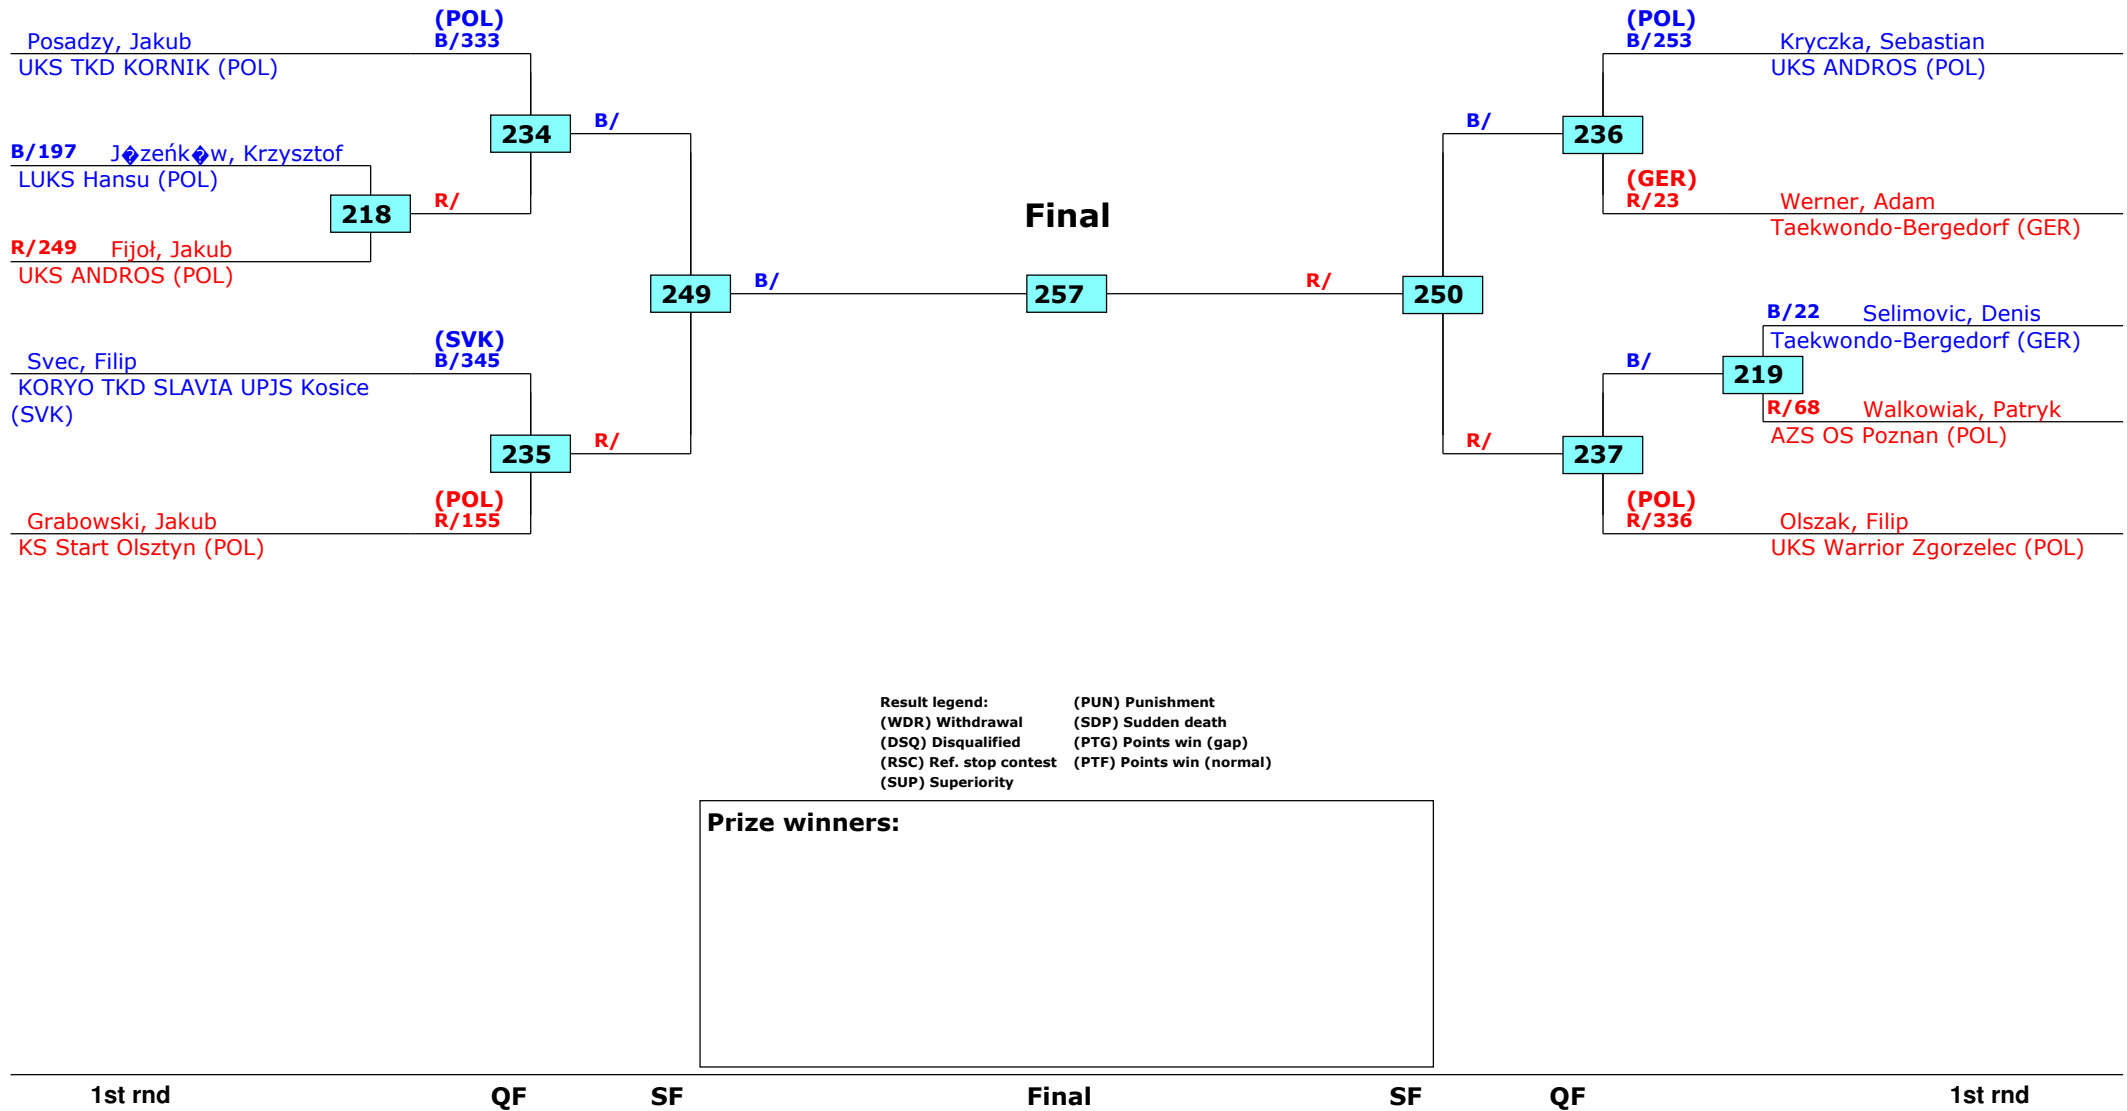 (POL)
Posadzy, Jakub B/333
UKS TKD KORNIK (POL)
234
B/
B/197 J�zeńk�w, Krzysztof
LUKS Hansu (POL)
218
R/
R/249 Fijoł, Jakub
UKS ANDROS (POL)
249
B/
(SVK)
Svec, Filip B/345
KORYO TKD SLAVIA UPJS Kosice
(SVK)
235
R/
(POL)
Grabowski, Jakub R/155
KS Start Olsztyn (POL)
Final
257
(POL)
B/253 Kryczka, Sebastian
UKS ANDROS (POL)
B/
236
(GER)
R/23 Werner, Adam
Taekwondo-Bergedorf (GER)
R/
250
B/22 Selimovic, Denis
Taekwondo-Bergedorf (GER)
B/
219
R/68 Walkowiak, Patryk
AZS OS Poznan (POL)
R/
237
(POL)
R/336 Olszak, Filip
UKS Warrior Zgorzelec (POL)
Result legend: (PUN) Punishment
(WDR) Withdrawal (SDP) Sudden death
(DSQ) Disqualified (PTG) Points win (gap)
(RSC) Ref. stop contest (PTF) Points win (normal)
(SUP) Superiority
Prize winners:
1st rnd QF SF Final SF QF 1st rnd